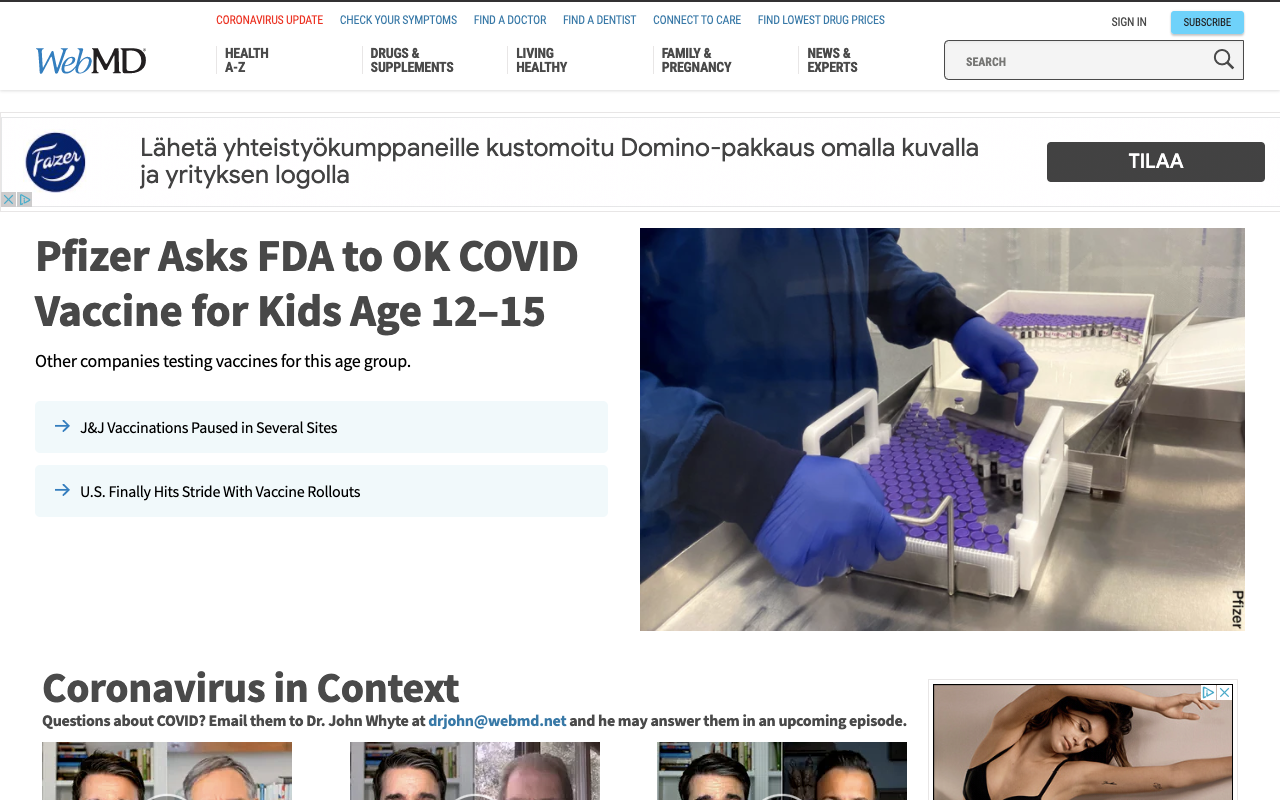 CORONAVIRUS UPDATE CHECK YOUR SYMPTOMS FIND A DOCTOR FIND A DENTIST CONNECT TO CARE FIND LOWEST DRUG PRICES SIGN IN SUBSCRIBE
WebMD
HEALTH
A-Z
DRUGS &
SUPPLEMENTS
LIVING
HEALTHY
FAMILY &
PREGNANCY
NEWS &
EXPERTS
SEARCH
Fazer
Lähetä yhteistyökumppaneille kustomoitu Domino-pakkaus omalla kuvalla
ja yrityksen logolla
TILAA
Pfizer Asks FDA to OK COVID
Vaccine for Kids Age 12–15
Other companies testing vaccines for this age group.
J&J Vaccinations Paused in Several Sites
U.S. Finally Hits Stride With Vaccine Rollouts
Pfizer
Coronavirus in Context
Questions about COVID? Email them to Dr. John Whyte at drjohn@webmd.net and he may answer them in an upcoming episode.